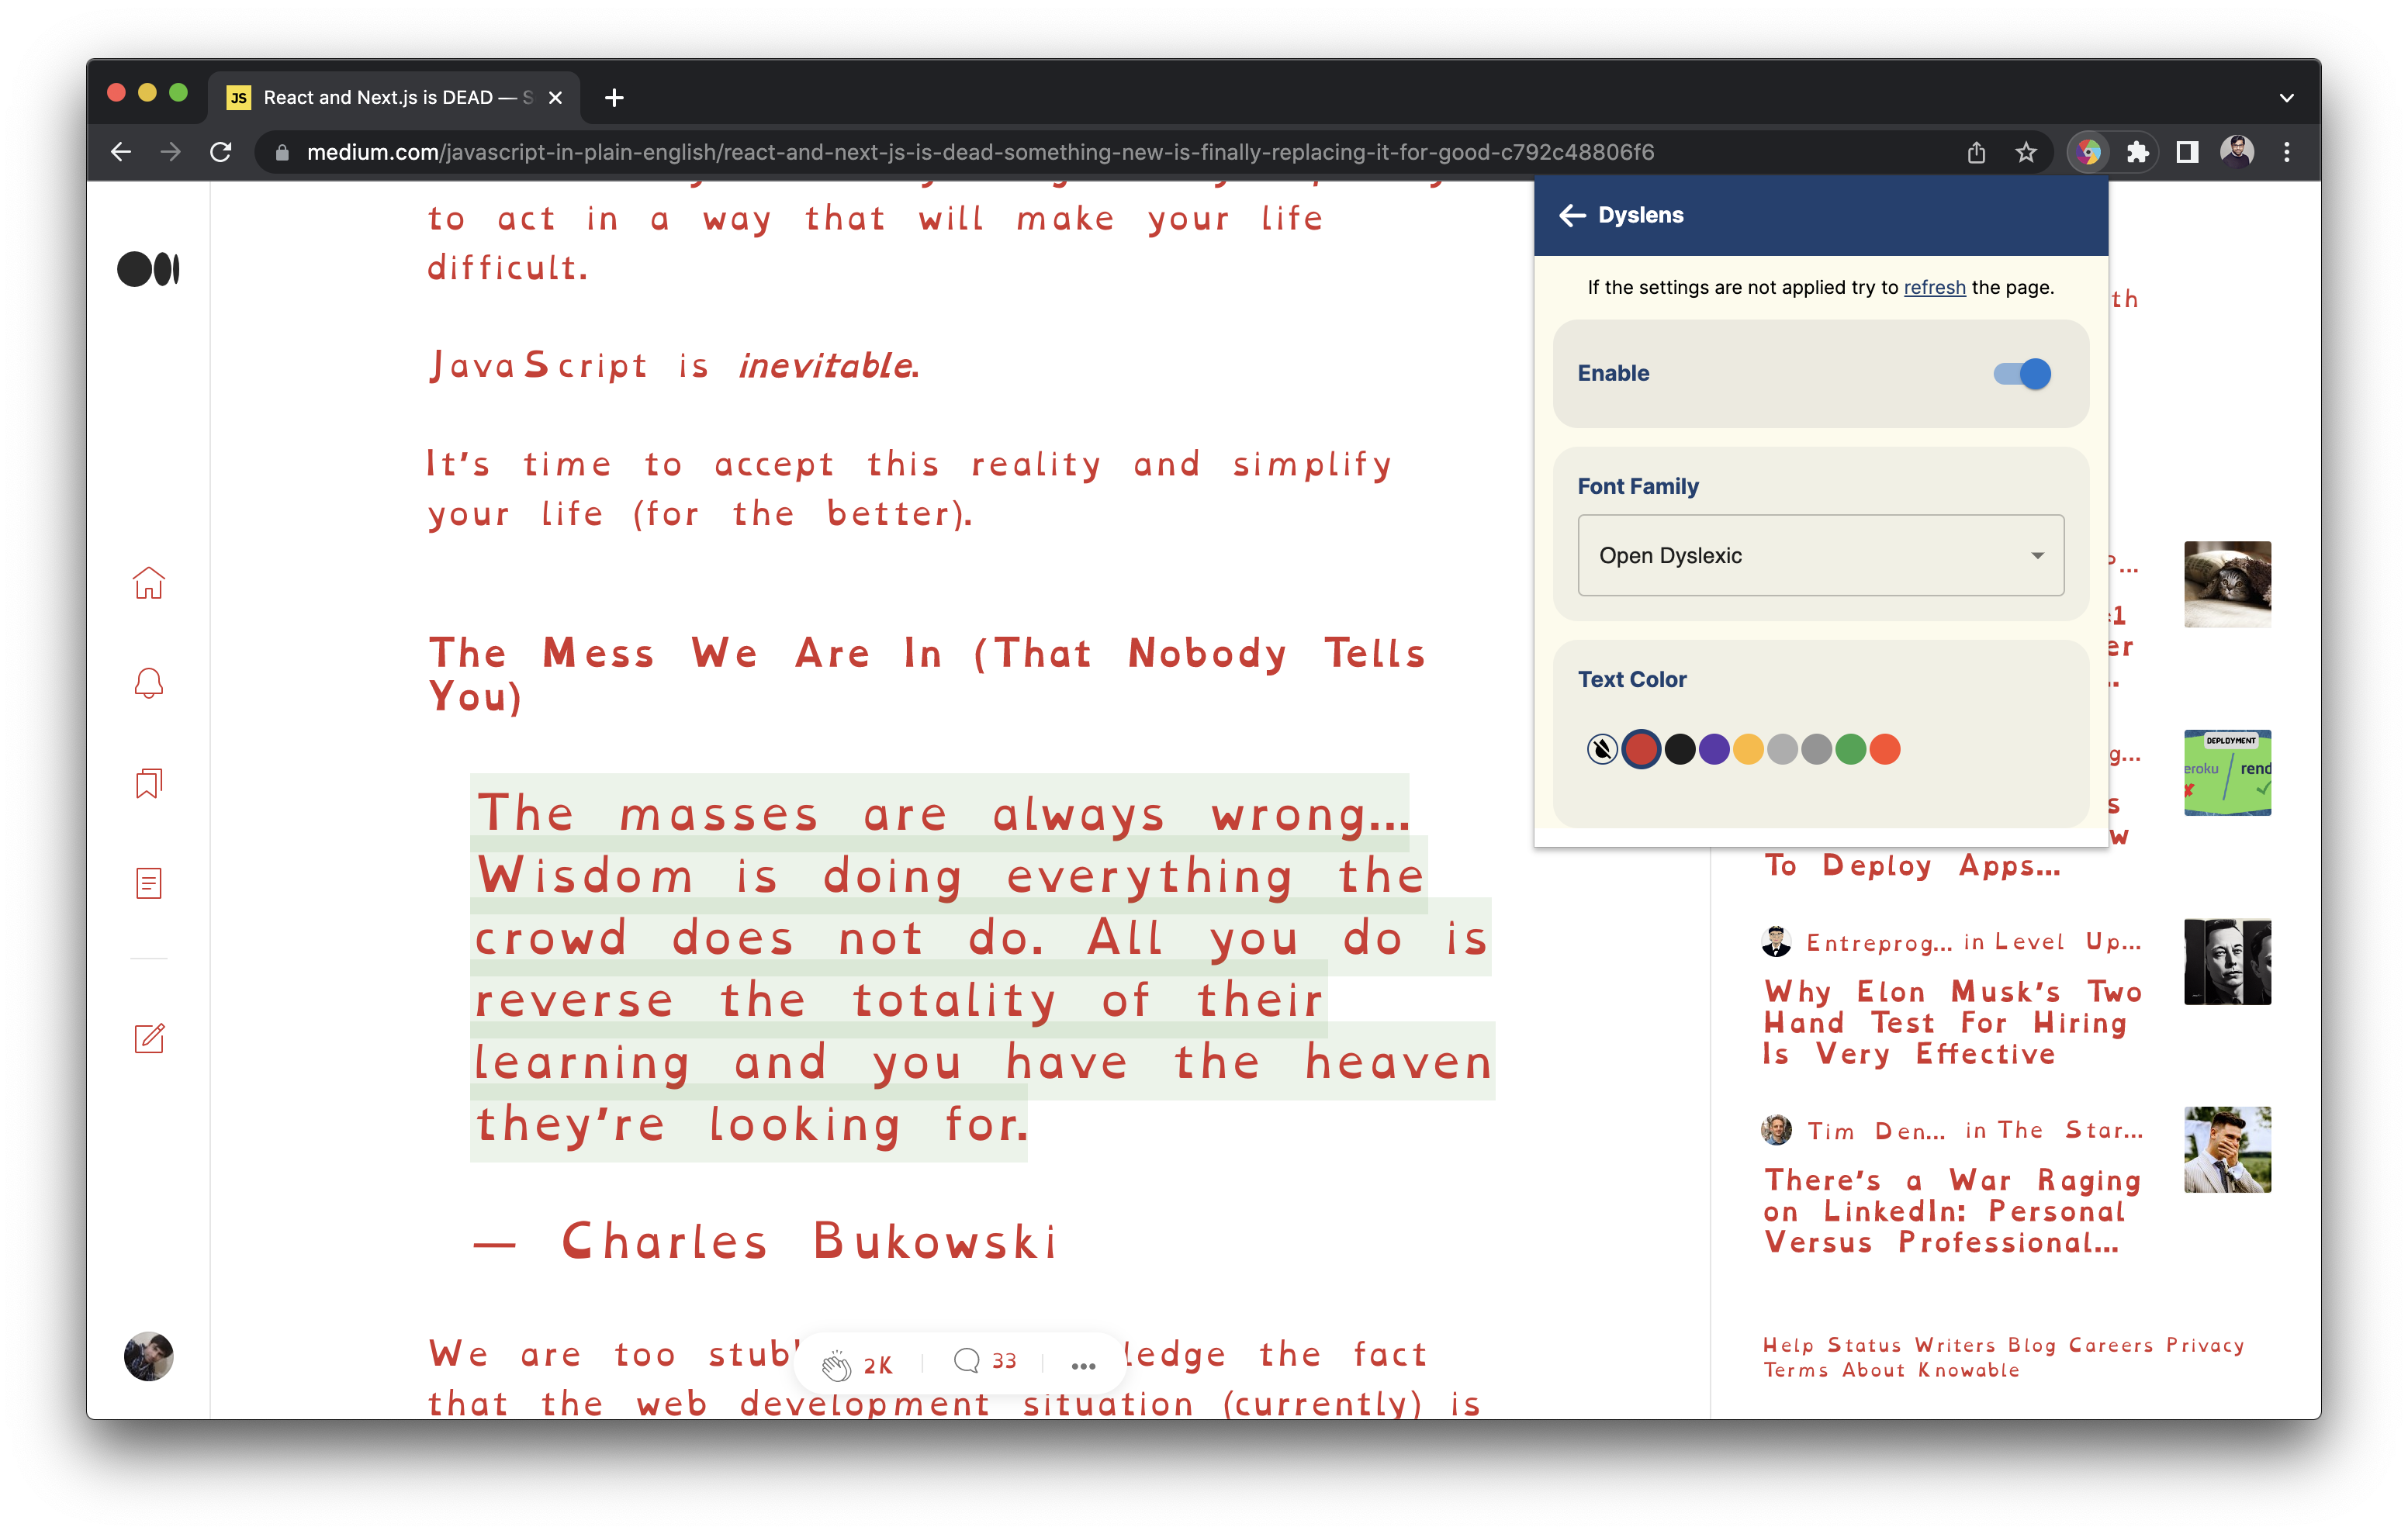 JS React and Next.js is DEAD — S
medium.com/javascript-in-plain-english/react-and-next-js-is-dead-something-new-is-finally-replacing-it-for-good-c792c48806f6
to act in a way that will make your life
difficult.
JavaScript is inevitable.
It's time to accept this reality and simplify
your life (for the better).
The Mess We Are In (That Nobody Tells
You)
The masses are always wrong...
Wisdom is doing everything the
crowd does not do. All you do is
reverse the totality of their
learning and you have the heaven
they're looking for.
— Charles Bukowski
We are too stub ledge the fact
that the web development situation (currently) is
2K 33
Dyslens
If the settings are not applied try to refresh the page.
Enable
Font Family
Open Dyslexic
Text Color
th
...
1
er
..
g...
s
w
To Deploy Apps...
DEPLOYMENT
eroku / rend
Entreprog... in Level Up...
Why Elon Musk's Two
Hand Test For Hiring
Is Very Effective
Tim Den... in The Star...
There's a War Raging
on LinkedIn: Personal
Versus Professional...
Help Status Writers Blog Careers Privacy
Terms About Knowable